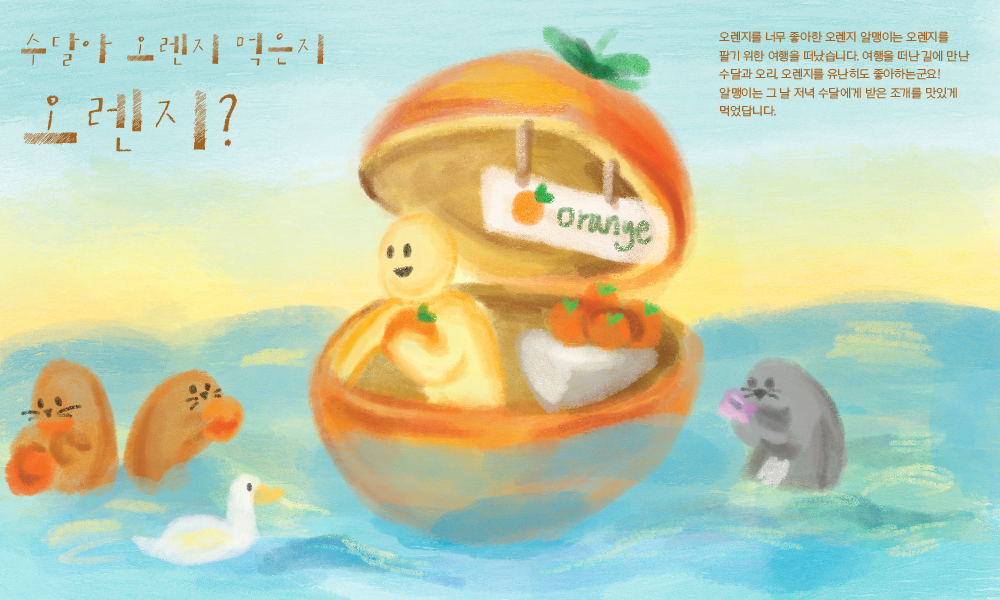 수달아 오렌지 먹은지
오렌지?
오렌지를 너무 좋아한 오렌지 알맹이는 오렌지를
팔기 위한 여행을 떠났습니다. 여행을 떠난 길에 만난
수달과 오리, 오렌지를 유난히도 좋아하는군요!
알맹이는 그 날 저녁 수달에게 받은 조개를 맛있게
먹었답니다.
orange